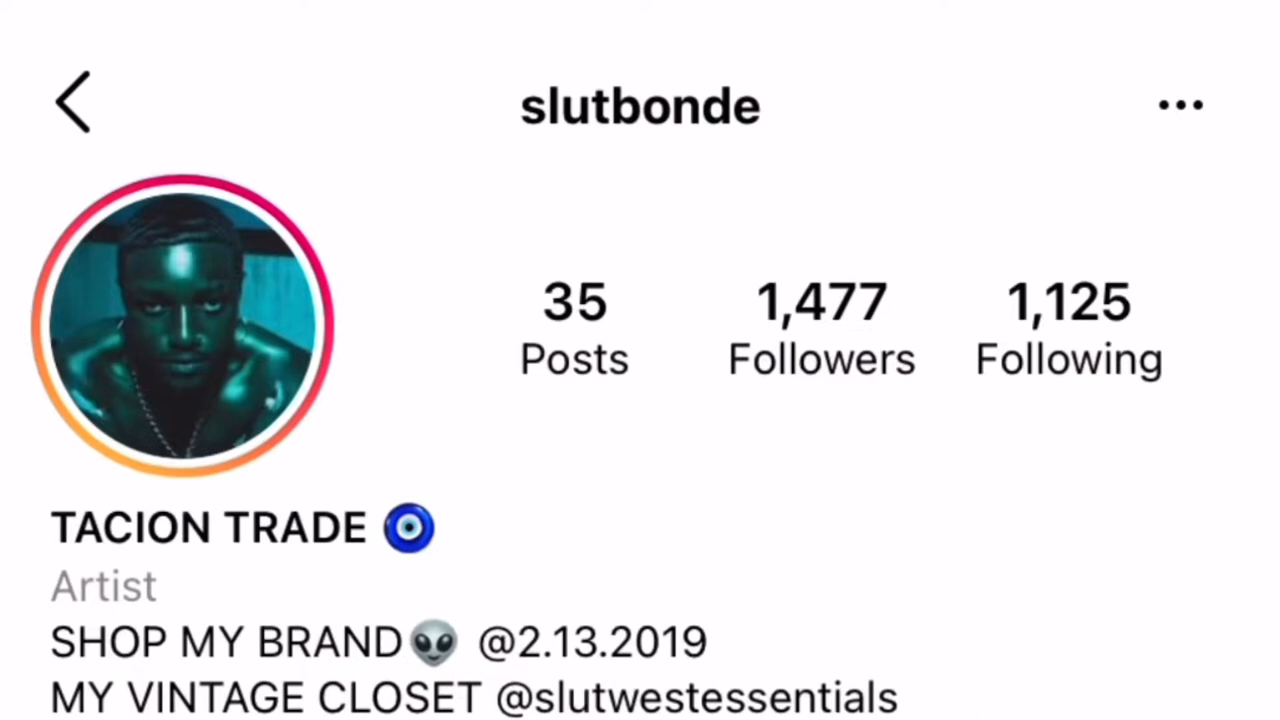 slutbonde
35 1,477 1,125
Posts Followers Following
TACION TRADE 🧿
Artist
SHOP MY BRAND👽 @2.13.2019
MY VINTAGE CLOSET @slutwestessentials